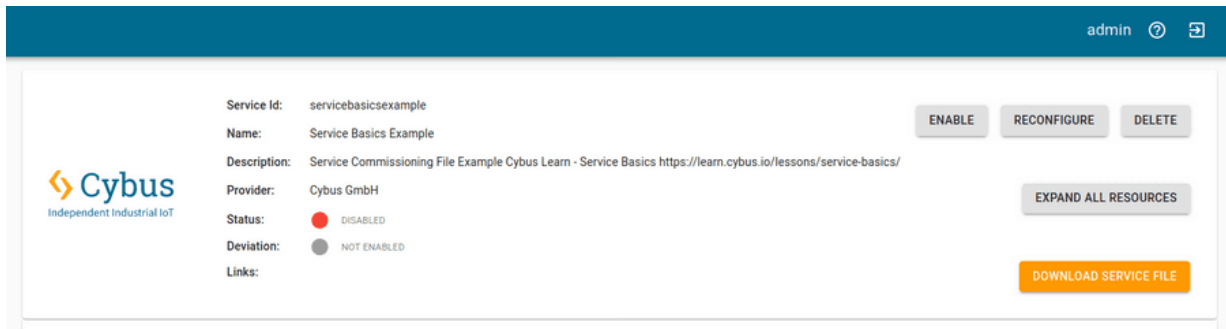 admin
Service Id: servicebasicsexample
ENABLE RECONFIGURE DELETE
Name: Service Basics Example
Description: Service Commissioning File Example Cybus Learn - Service Basics https://learn.cybus.io/lessons/service-basics/
Cybus
Independent Industrial IoT
Provider: Cybus GmbH
EXPAND ALL RESOURCES
Status: DISABLED
Deviation: NOT ENABLED
Links:
DOWNLOAD SERVICE FILE